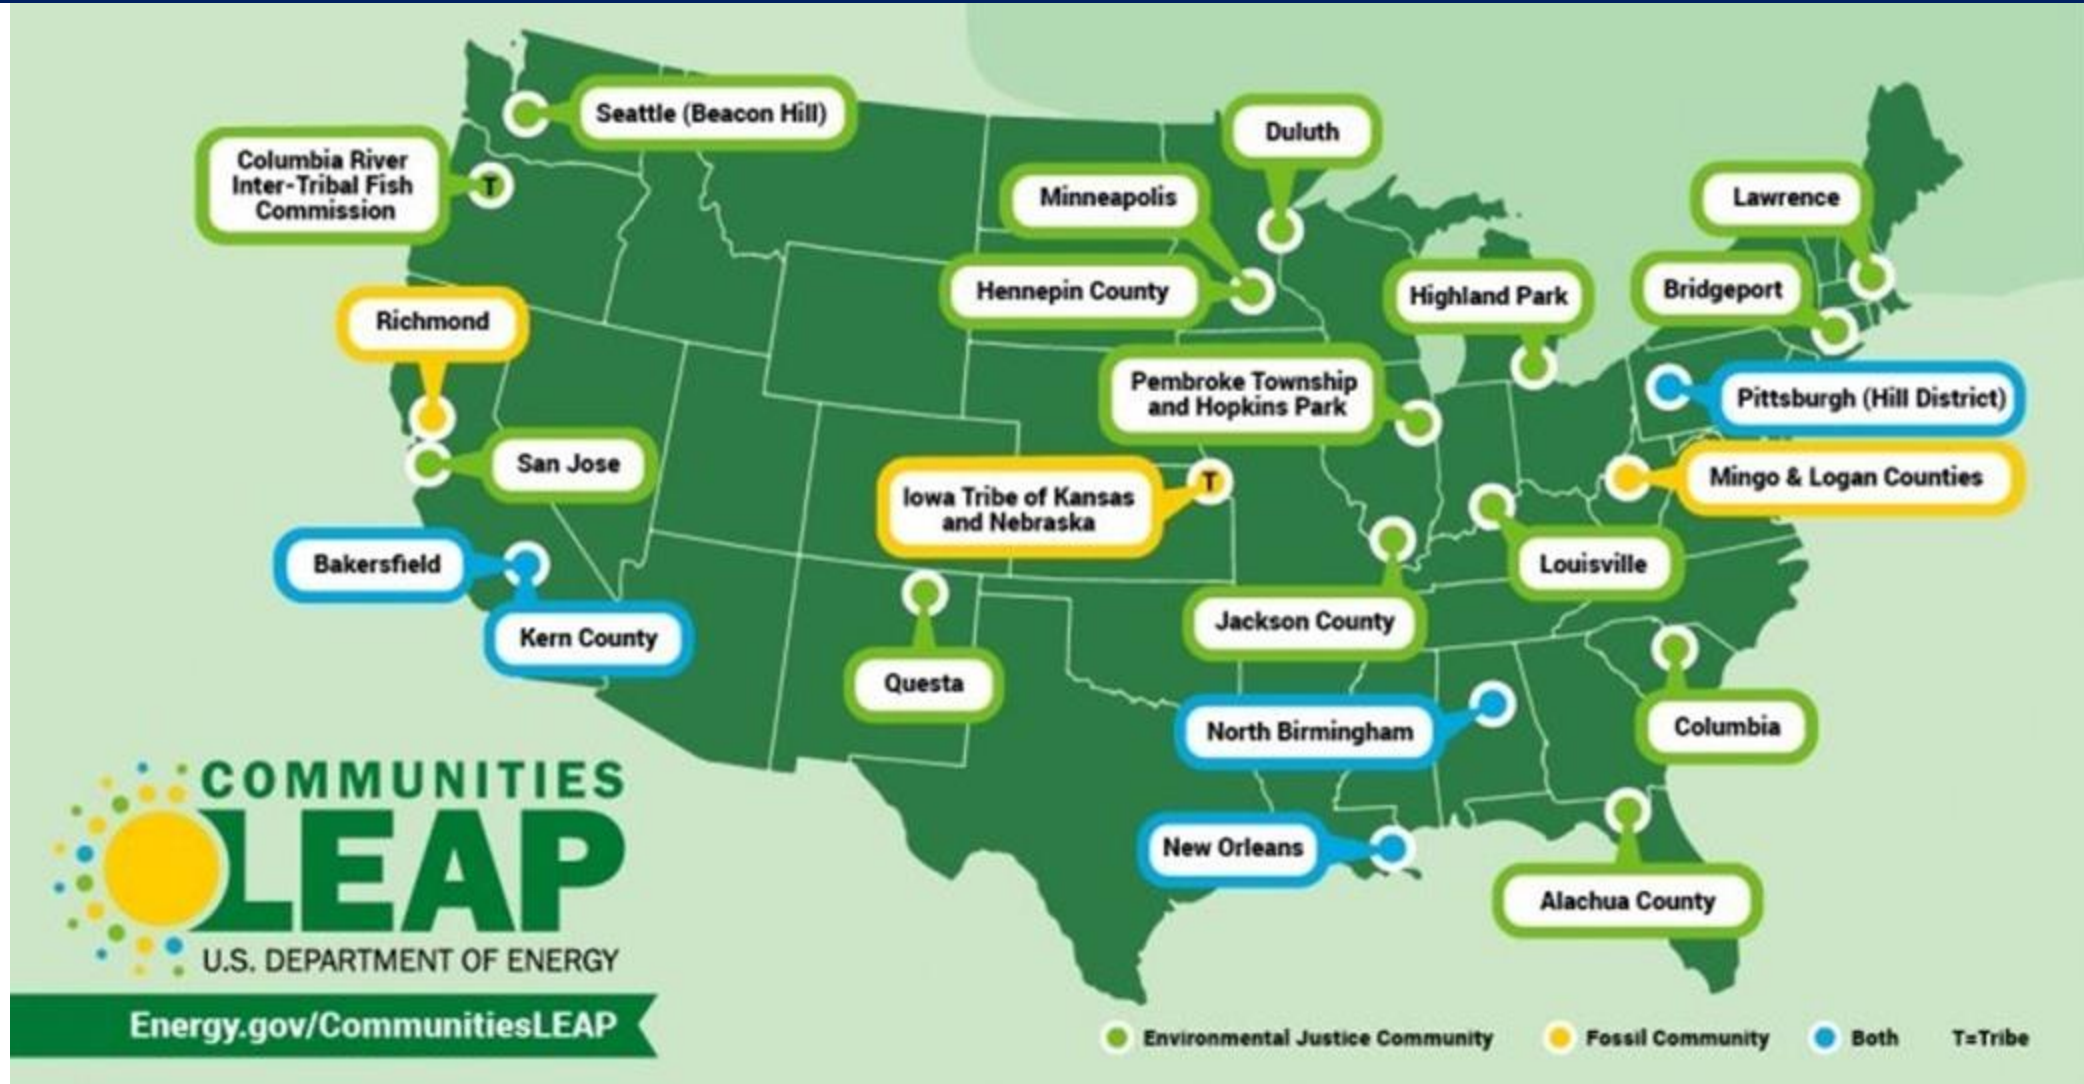 Seattle (Beacon Hill)
Columbia River
Inter-Tribal Fish
Commission
T
Duluth
Minneapolis
Hennepin County
Lawrence
Bridgeport
Highland Park
Richmond
Pembroke Township
and Hopkins Park
Pittsburgh (Hill District)
San Jose
Iowa Tribe of Kansas
and Nebraska
T
Mingo & Logan Counties
Bakersfield
Kern County
Louisville
Jackson County
Questa
North Birmingham
Columbia
New Orleans
Alachua County
COMMUNITIES
LEAP
U.S. DEPARTMENT OF ENERGY
Energy.gov/CommunitiesLEAP
Environmental Justice Community
Fossil Community
Both
T=Tribe